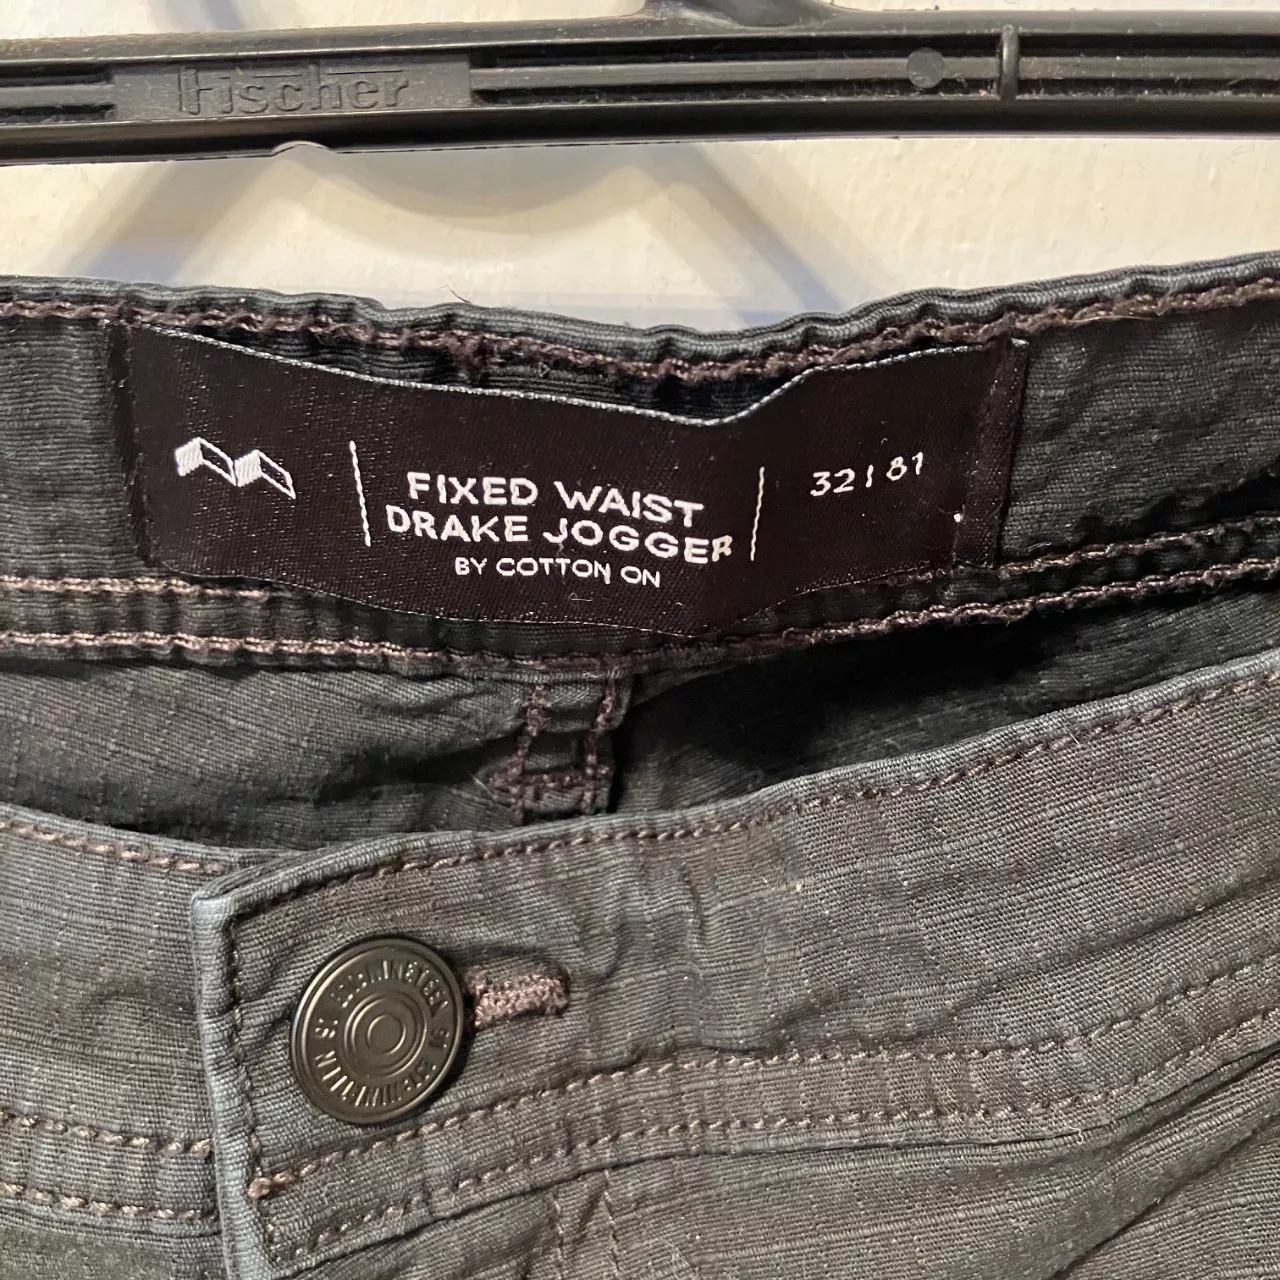 Fischer
FIXED WAIST
DRAKE JOGGER
BY COTTON ON
32 | 81